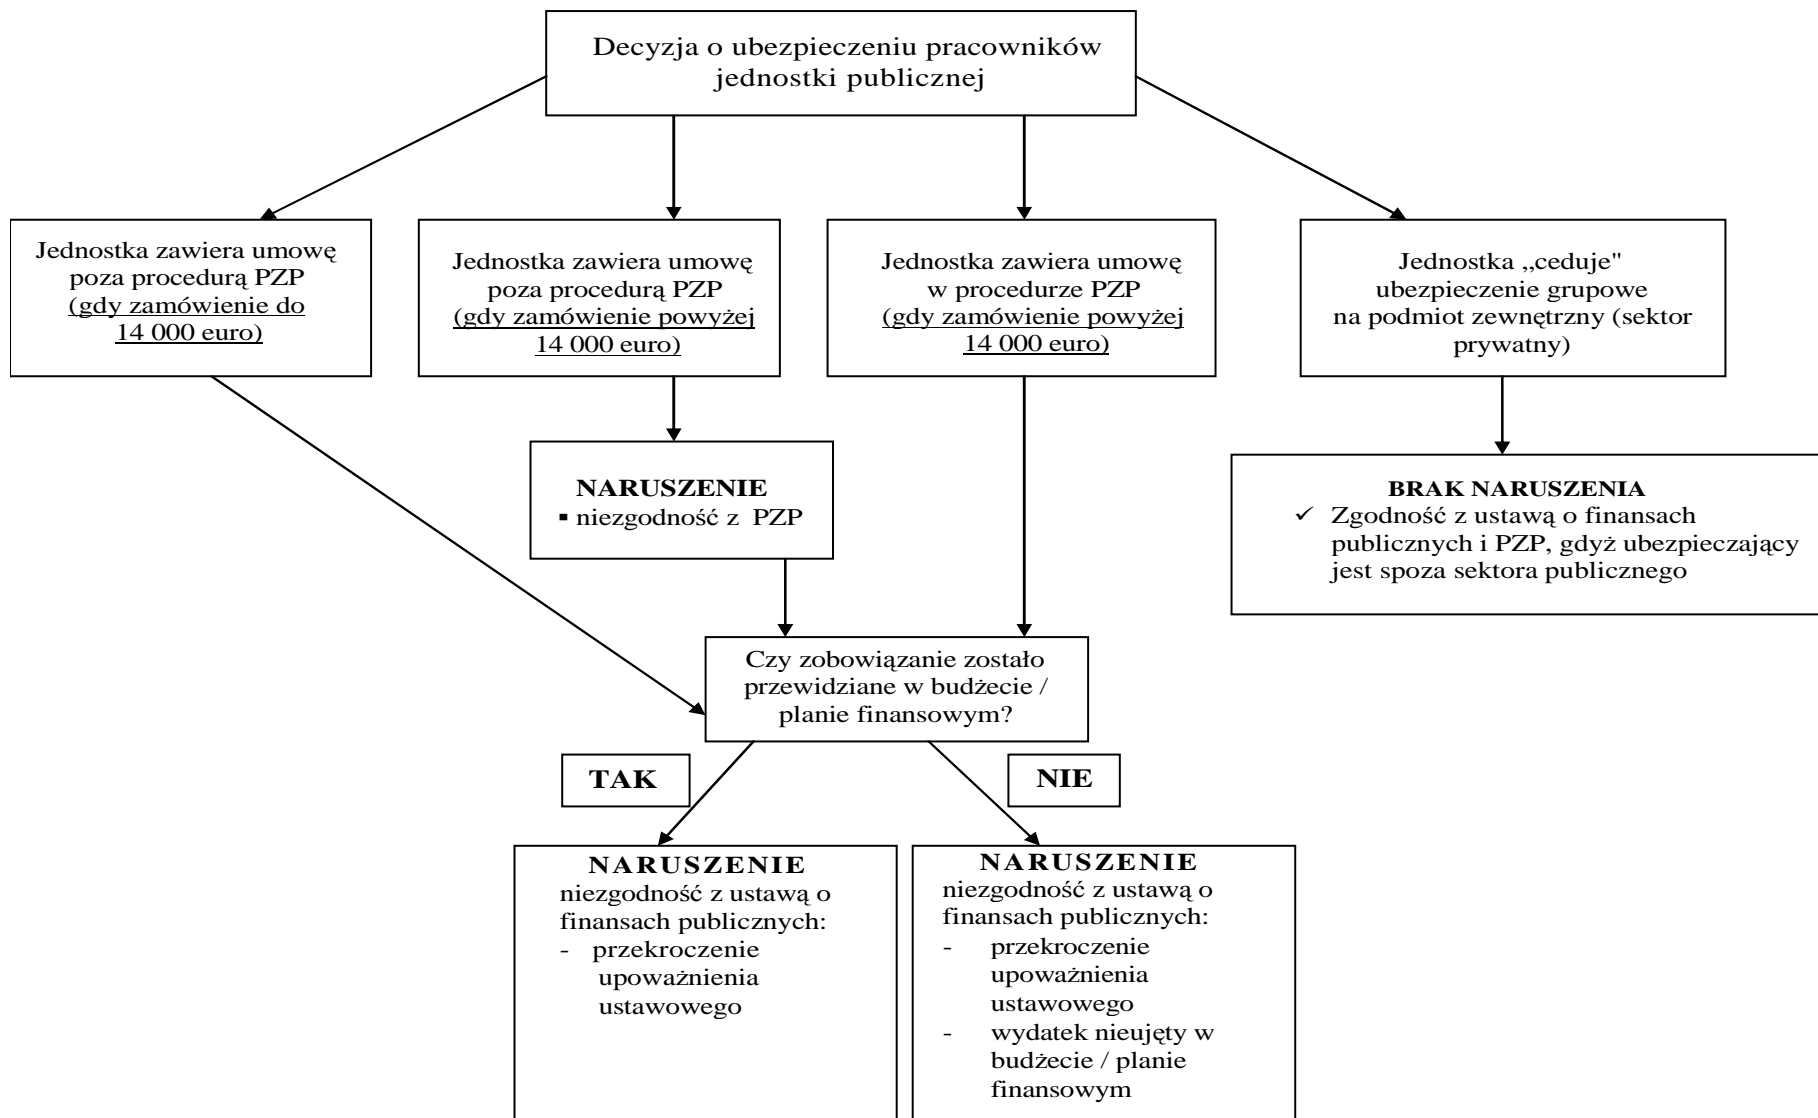 Decyzja o ubezpieczeniu pracowników
jednostki publicznej
Jednostka zawiera umowę
poza procedurą PZP
(gdy zamówienie do
14 000 euro)
Jednostka zawiera umowę
poza procedurą PZP
(gdy zamówienie powyżej
14 000 euro)
Jednostka zawiera umowę
w procedurze PZP
(gdy zamówienie powyżej
14 000 euro)
Jednostka „ceduje"
ubezpieczenie grupowe
na podmiot zewnętrzny (sektor
prywatny)
NARUSZENIE
▪ niezgodność z PZP
BRAK NARUSZENIA
✓ Zgodność z ustawą o finansach
publicznych i PZP, gdyż ubezpieczający
jest spoza sektora publicznego
Czy zobowiązanie zostało
przewidziane w budżecie /
planie finansowym?
TAK
NIE
NARUSZENIE
niezgodność z ustawą o
finansach publicznych:
- przekroczenie
upoważnienia
ustawowego
NARUSZENIE
niezgodność z ustawą o
finansach publicznych:
- przekroczenie
upoważnienia
ustawowego
- wydatek nieujęty w
budżecie / planie
finansowym